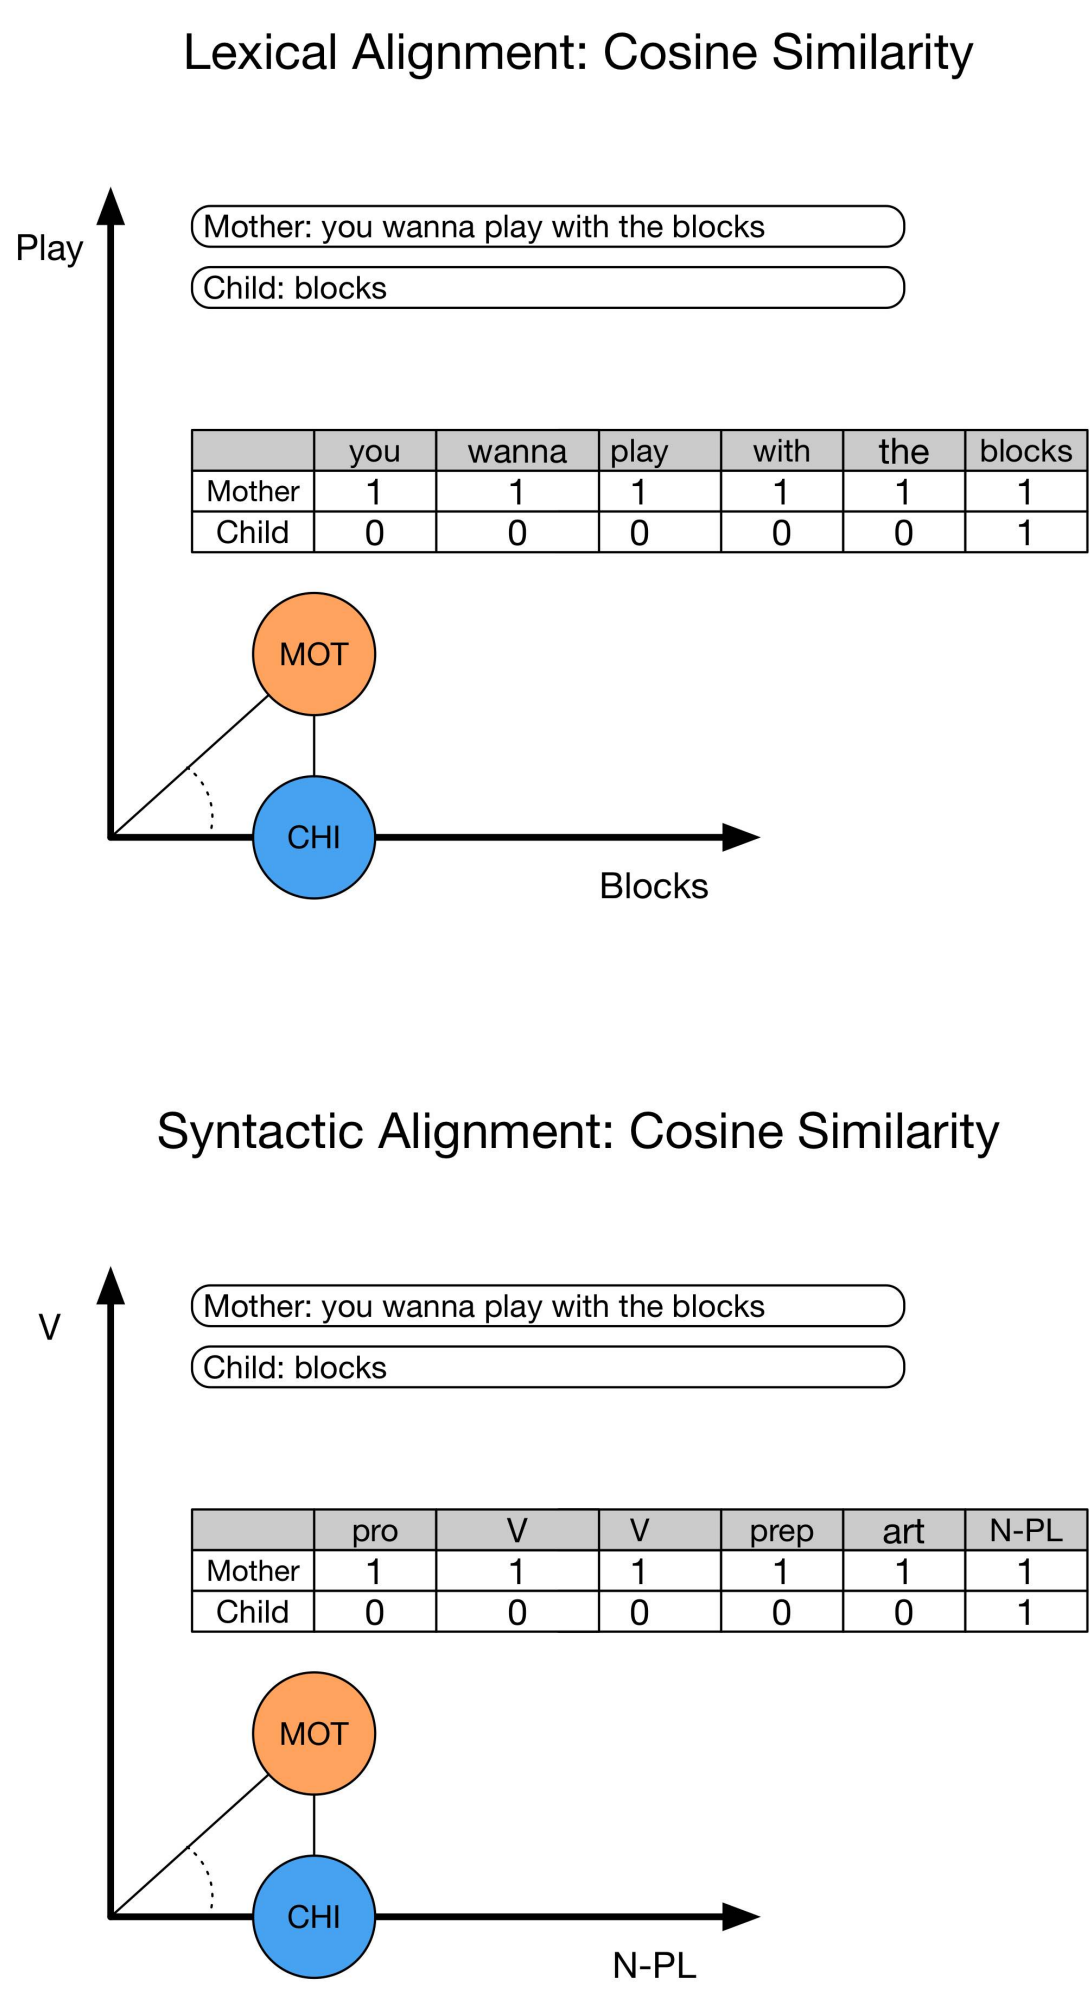 Lexical Alignment: Cosine Similarity
Play
Mother: you wanna play with the blocks
Child: blocks
you wanna play with the blocks
Mother 1 1 1 1 1 1
Child 0 0 0 0 0 1
MOT
CHI
Blocks
Syntactic Alignment: Cosine Similarity
V
Mother: you wanna play with the blocks
Child: blocks
pro V V prep art N-PL
Mother 1 1 1 1 1 1
Child 0 0 0 0 0 1
MOT
CHI
N-PL